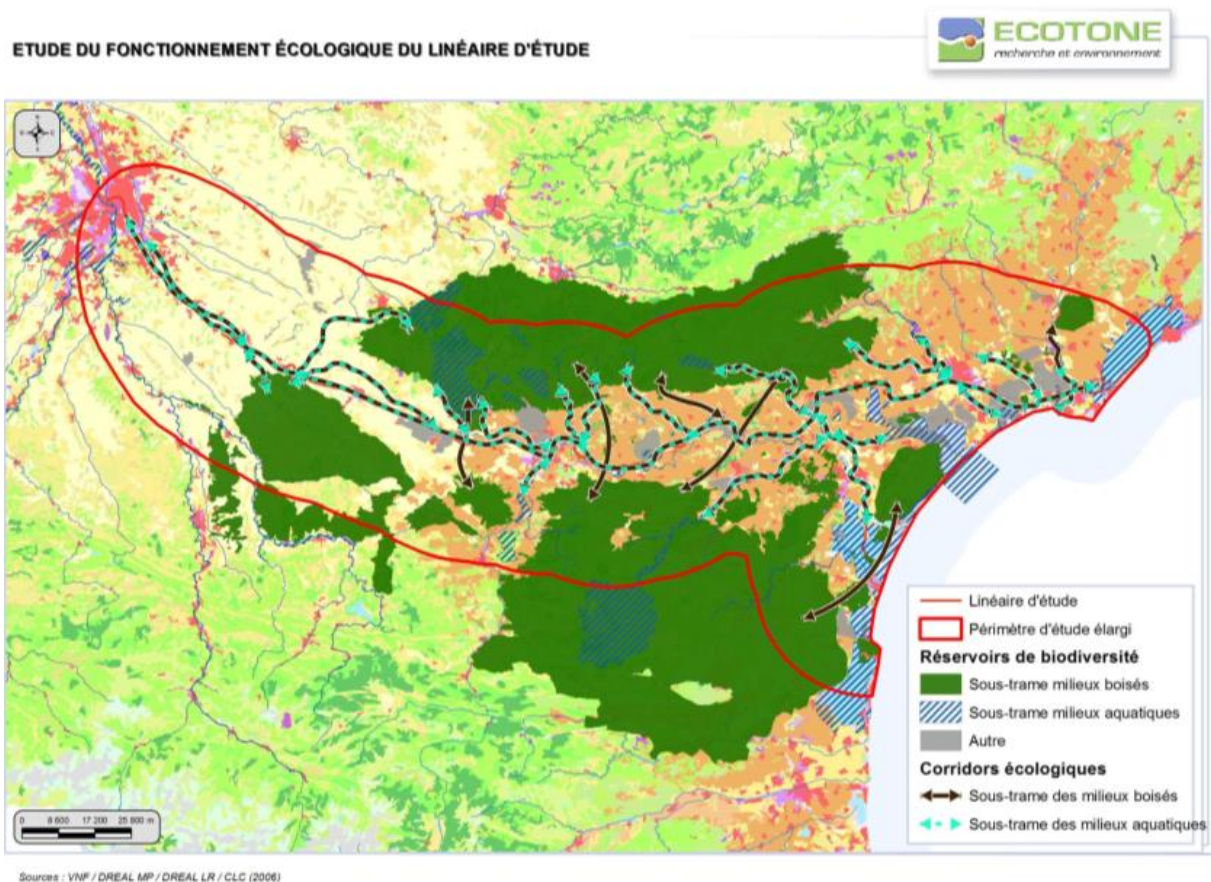 ETUDE DU FONCTIONNEMENT ÉCOLOGIQUE DU LINÉAIRE D'ÉTUDE
ECOTONE
recherche et environnement
Linéaire d'étude
Périmètre d'étude élargi
Réservoirs de biodiversité
Sous-trame milieux boisés
Sous-trame milieux aquatiques
Autre
Corridors écologiques
Sous-trame des milieux boisés
Sous-trame des milieux aquatiques
0 8 600 17 200 25 800 m
Sources : VNF / DREAL MP / DREAL LR / CLC (2006)